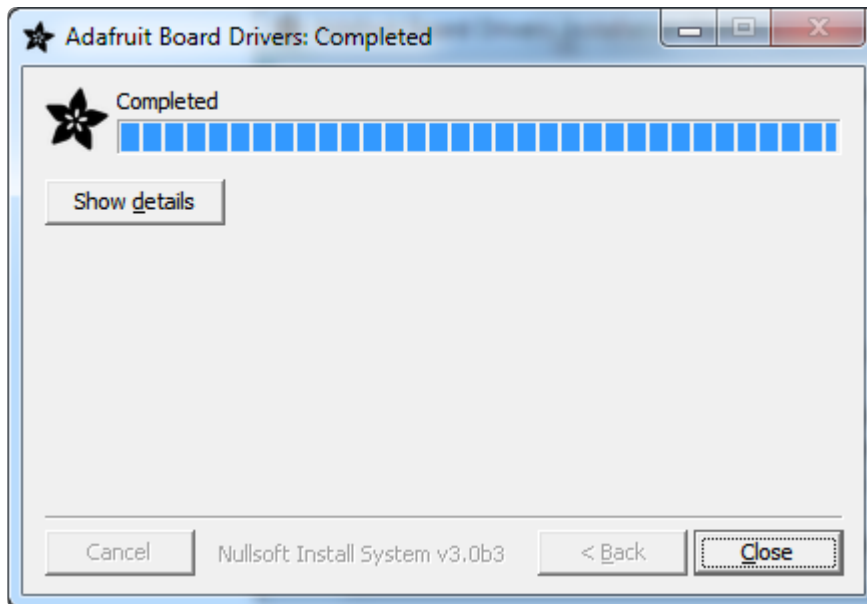 Adafruit Board Drivers: Completed
Completed
Show details
Cancel
Nullsoft Install System v3.0b3
< Back
Close